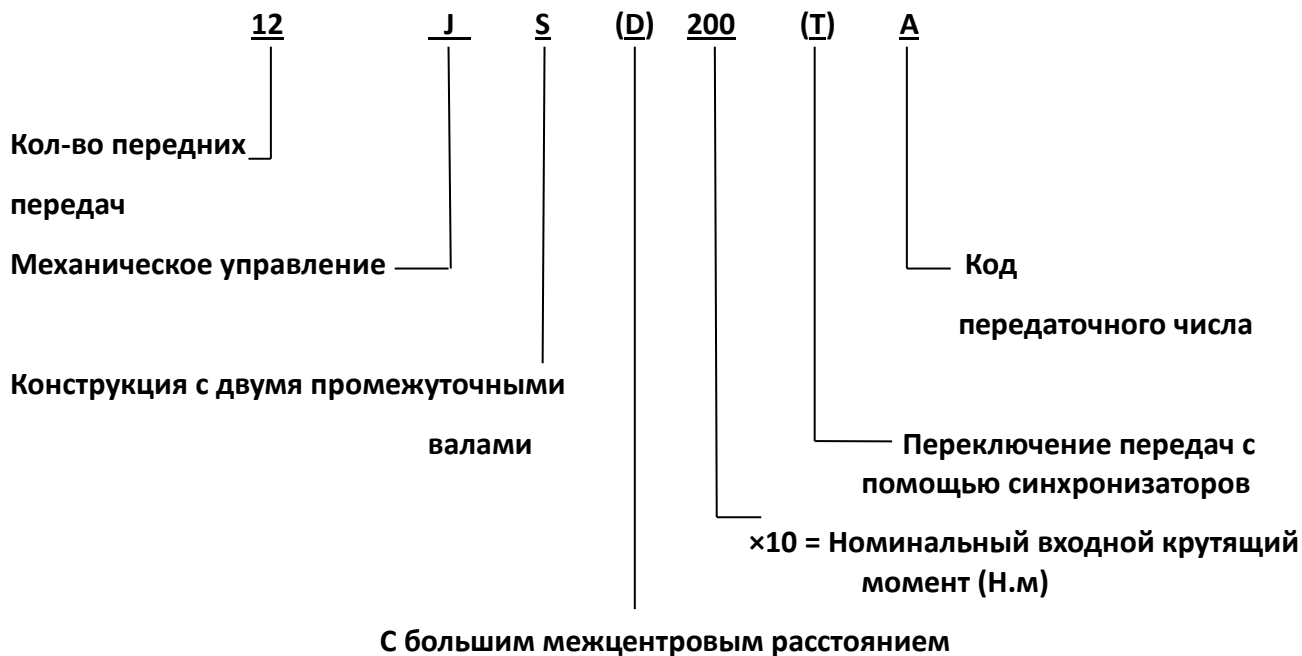 12 J S (D) 200 (T) A
Кол-во передних
передач
Механическое управление
Код
передаточного числа
Конструкция с двумя промежуточными
валами
Переключение передач с
помощью синхронизаторов
×10 = Номинальный входной крутящий
момент (Н.м)
С большим межцентровым расстоянием